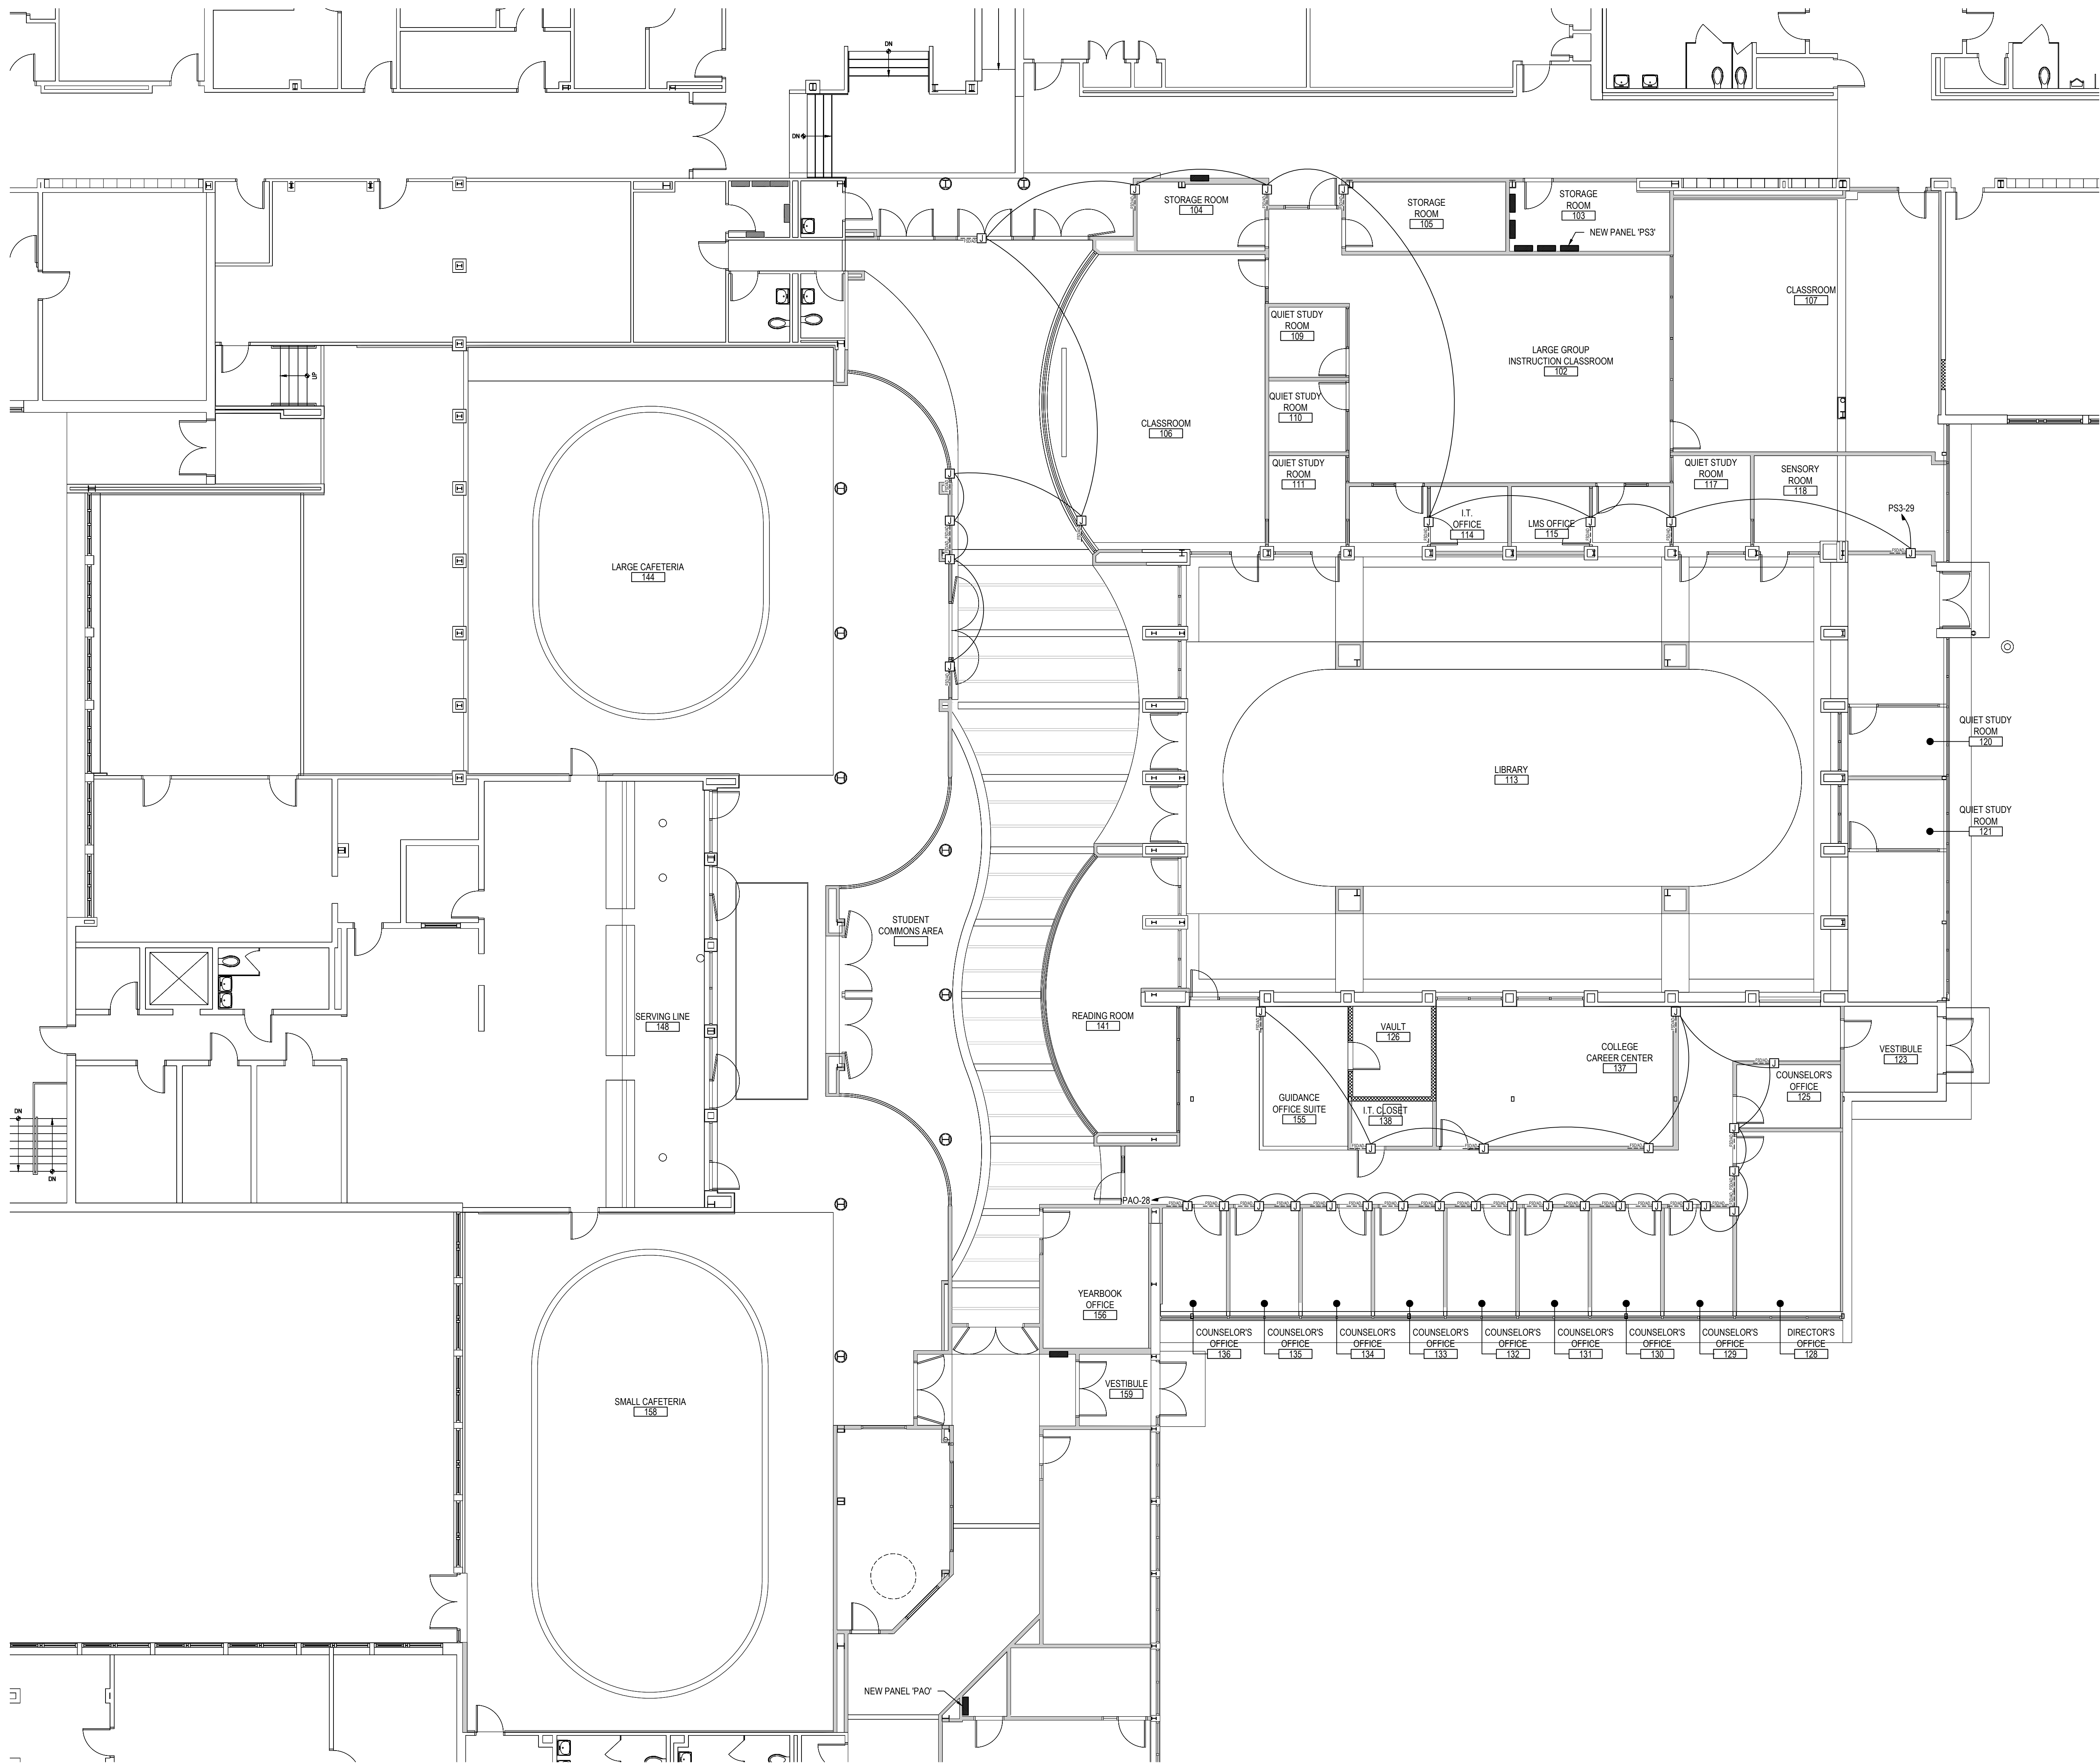 DN
DN
STORAGE ROOM
104
STORAGE
ROOM
105
STORAGE
ROOM
103
NEW PANEL 'PS3'
CLASSROOM
107
QUIET STUDY
ROOM
109
LARGE GROUP
INSTRUCTION CLASSROOM
102
UP
QUIET STUDY
ROOM
110
CLASSROOM
106
QUIET STUDY
ROOM
111
QUIET STUDY
ROOM
117
SENSORY
ROOM
118
I.T.
OFFICE
114
LMS OFFICE
115
PS3-29
LARGE CAFETERIA
144
QUIET STUDY
ROOM
120
LIBRARY
113
QUIET STUDY
ROOM
121
STUDENT
COMMONS AREA
SERVING LINE
148
READING ROOM
141
VAULT
126
COLLEGE
CAREER CENTER
137
VESTIBULE
123
COUNSELOR'S
OFFICE
125
GUIDANCE
OFFICE SUITE
155
I.T. CLOSET
138
DN
DN
PAO-28
YEARBOOK
OFFICE
156
COUNSELOR'S
OFFICE
136
COUNSELOR'S
OFFICE
135
COUNSELOR'S
OFFICE
134
COUNSELOR'S
OFFICE
133
COUNSELOR'S
OFFICE
132
COUNSELOR'S
OFFICE
131
COUNSELOR'S
OFFICE
130
COUNSELOR'S
OFFICE
129
DIRECTOR'S
OFFICE
128
VESTIBULE
159
SMALL CAFETERIA
158
NEW PANEL 'PAO'